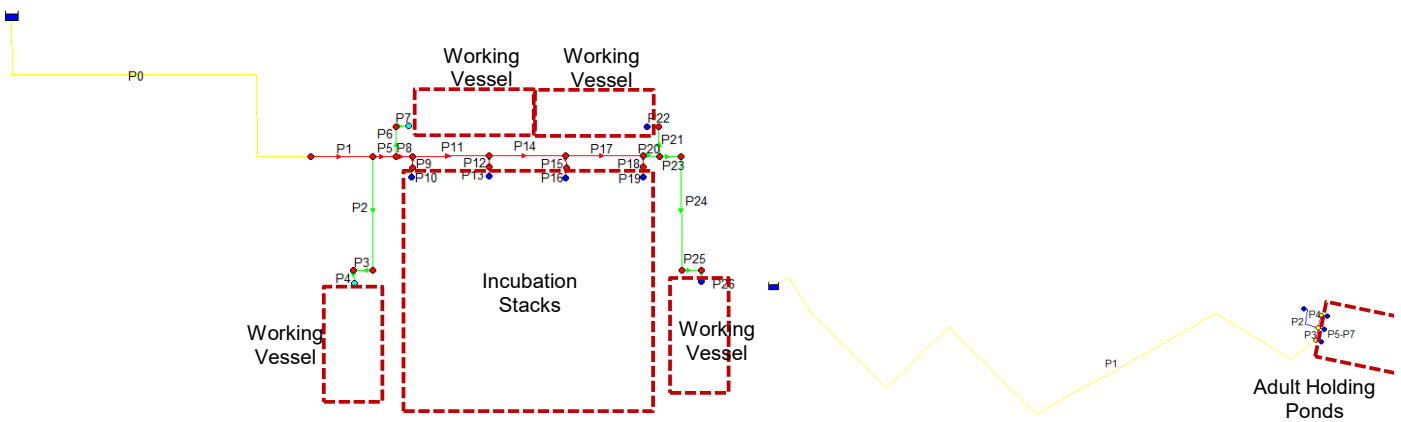 Working
Vessel
Working
Vessel
P0
P7
P22
P6
P21
P1
P5
P8
P11
P14
P17
P20
P23
P9
P12
P15
P18
P10
P13
P16
P19
P2
P24
P3
P4
P25
P26
Incubation
Stacks
Working
Vessel
Working
Vessel
P1
P4
P2
P3
P5-P7
Adult Holding
Ponds